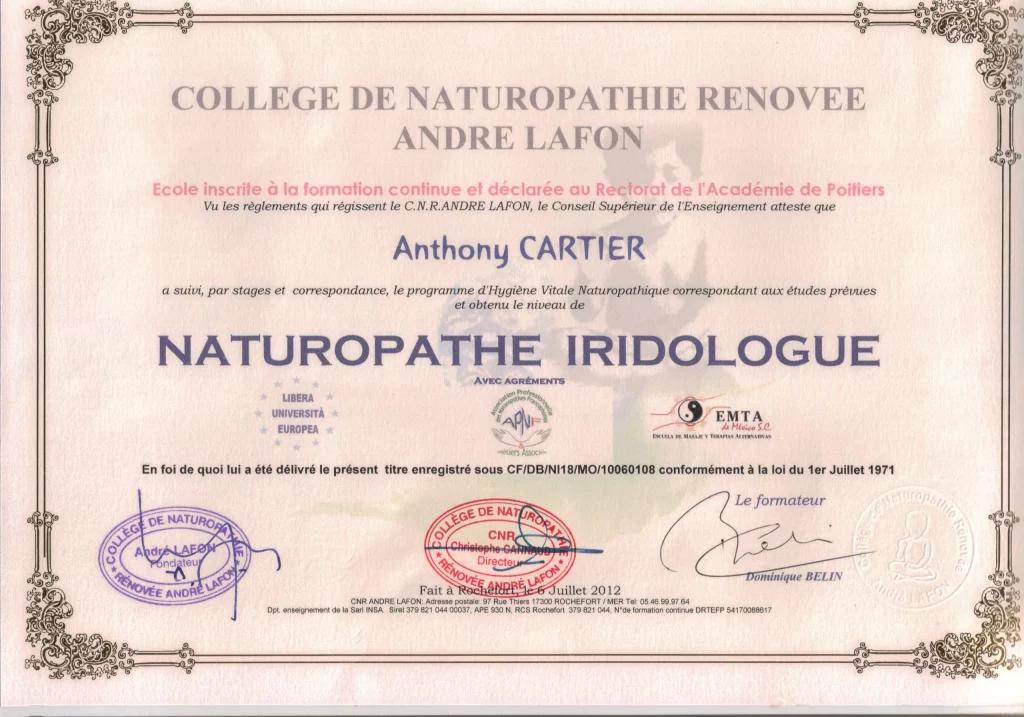 COLLEGE DE NATUROPATHIE RENOVEE
ANDRE LAFON
Ecole inscrite à la formation continue et déclarée au Rectorat de l'Académie de Poitiers
Vu les règlements qui régissent le C.N.R.ANDRE LAFON, le Conseil Supérieur de l'Enseignement atteste que
Anthony CARTIER
a suivi, par stages et correspondance, le programme d'Hygiène Vitale Naturopathique correspondant aux études prévues
et obtenu le niveau de
NATUROPATHE IRIDOLOGUE
AVEC AGRÉMENTS
LIBERA
UNIVERSITÀ
EUROPEA
Association Professionnelle
APNF
EMTA
de México S.C.
ESCUELA DE MASAJE Y TERAPIAS ALTERNATIVAS
En foi de quoi lui a été délivré le présent titre enregistré sous CF/DB/NI18/MO/10060108 conformément à la loi du 1er Juillet 1971
COLLÈGE DE NATUROPATHIE
André LAFON
Fondateur
RÉNOVÉE ANDRÉ LAFON
COLLÈGE DE NATUROPATHIE
CNR
Christophe CANNAUD
Directeur
RÉNOVÉE ANDRÉ LAFON
Le formateur
Dominique BELIN
Fait à Rochefort, le 6 Juillet 2012
CNR ANDRE LAFON: Adresse postale: 97 Rue Thiers 17300 ROCHEFORT / MER Tel: 05.46.99.97.64
Dpt. enseignement de la Sarl INSA. Siret 379 821 044 00037, APE 930 N, RCS Rochefort 379 821 044, N°de formation continue DRTEFP 54170088617